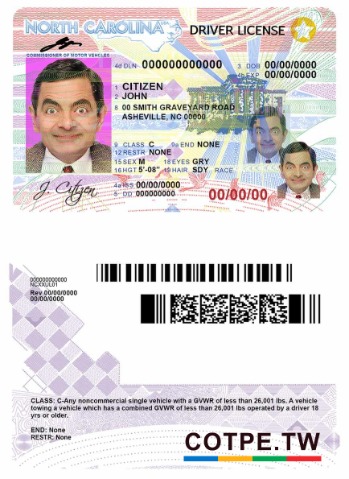 NORTH CAROLINA DRIVER LICENSE
COMMISSIONER OF MOTOR VEHICLES
4d DLN 000000000000 3 DOB 00/00/0000
4b EXP 00/00/0000
1 CITIZEN
2 JOHN
8 00 SMITH GRAVEYARD ROAD
ASHEVILLE, NC 00000
9 CLASS C 9a END NONE
12 RESTR NONE
15 SEX M 18 EYES GRY
16 HGT 5'-08" 19 HAIR SDY RACE
J. Citizen
4a ISS 00/00/0000
5 DD 000000000000
00/00/00
000000000000
NCXXUL01
Rev 00/00/0000
00/00/0000
CLASS: C-Any noncommercial single vehicle with a GVWR of less than 26,001 lbs. A vehicle
towing a vehicle which has a combined GVWR of less than 26,001 lbs operated by a driver 18
yrs or older.
END: None
RESTR: None
COTPE.TW